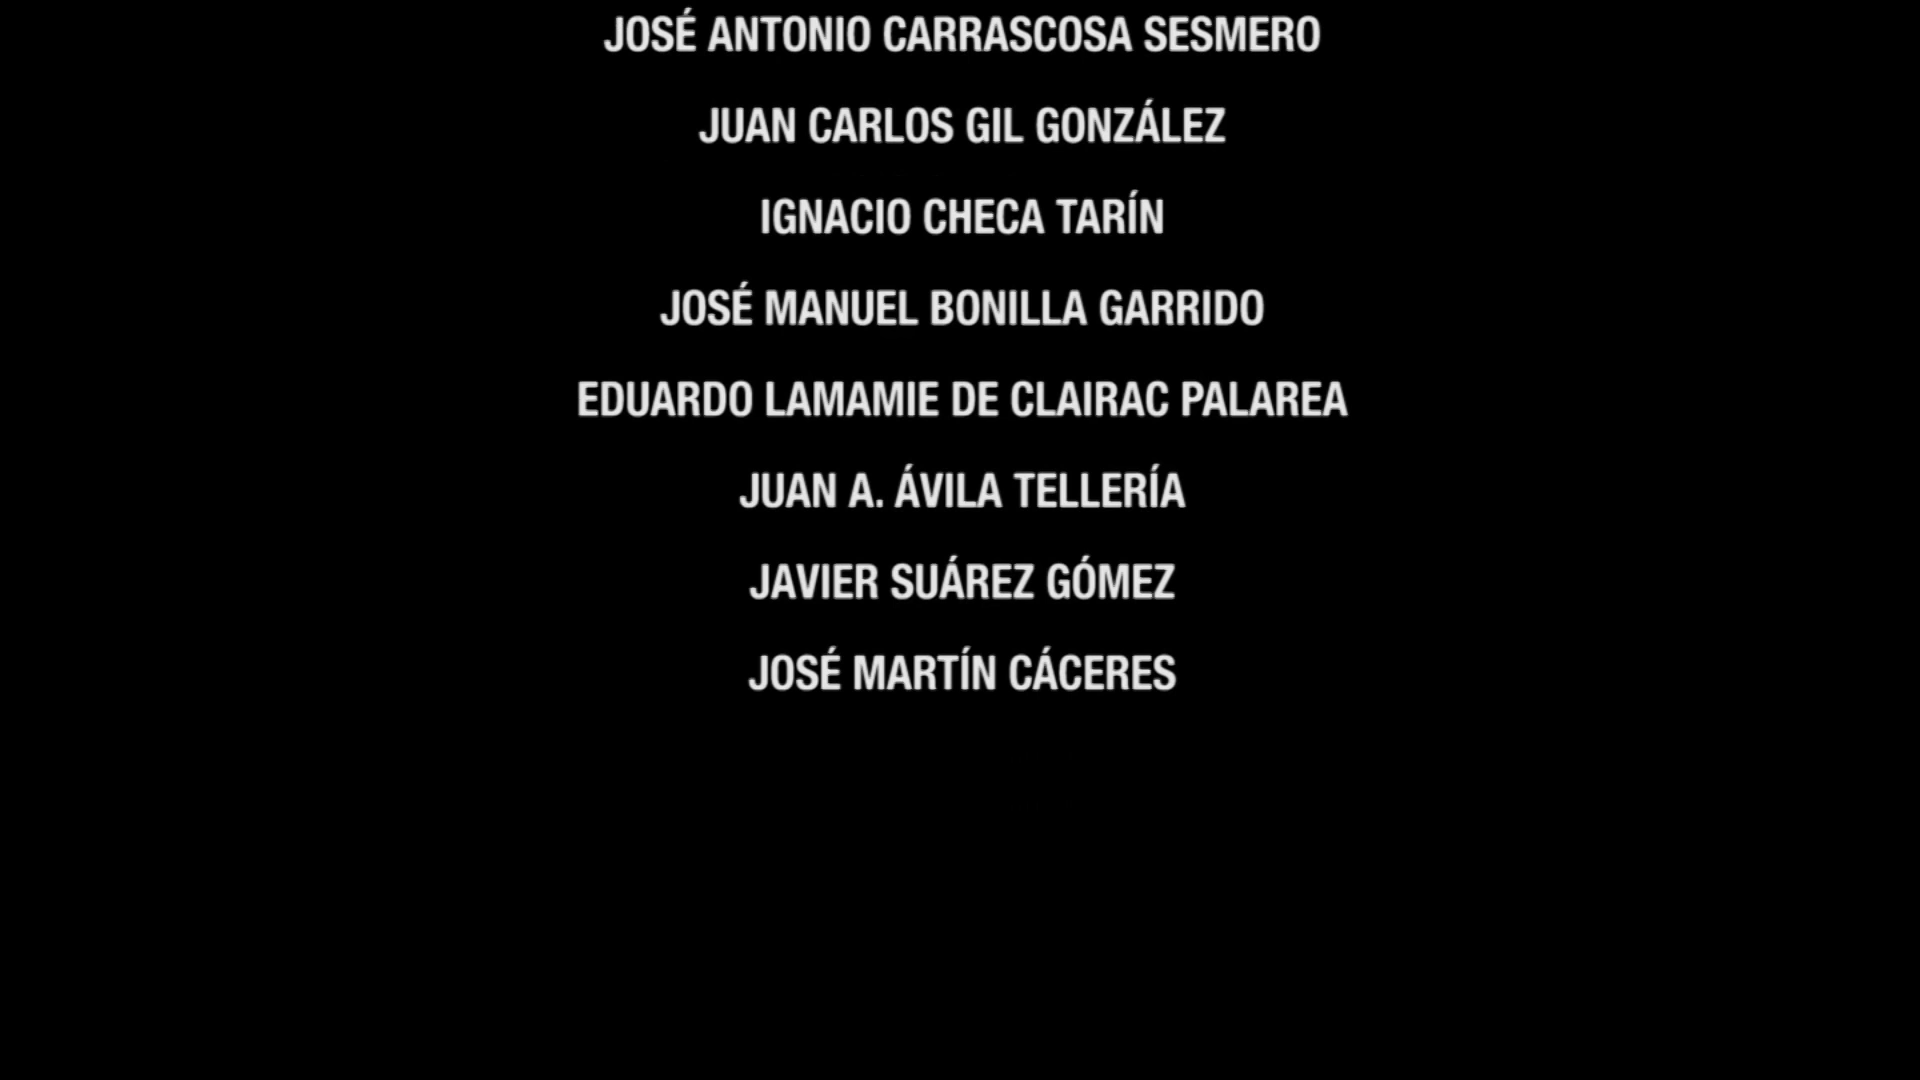 JOSÉ ANTONIO CARRASCOSA SESMERO
JUAN CARLOS GIL GONZÁLEZ
IGNACIO CHECA TARÍN
JOSÉ MANUEL BONILLA GARRIDO
EDUARDO LAMAMIE DE CLAIRAC PALAREA
JUAN A. ÁVILA TELLERÍA
JAVIER SUÁREZ GÓMEZ
JOSÉ MARTÍN CÁCERES